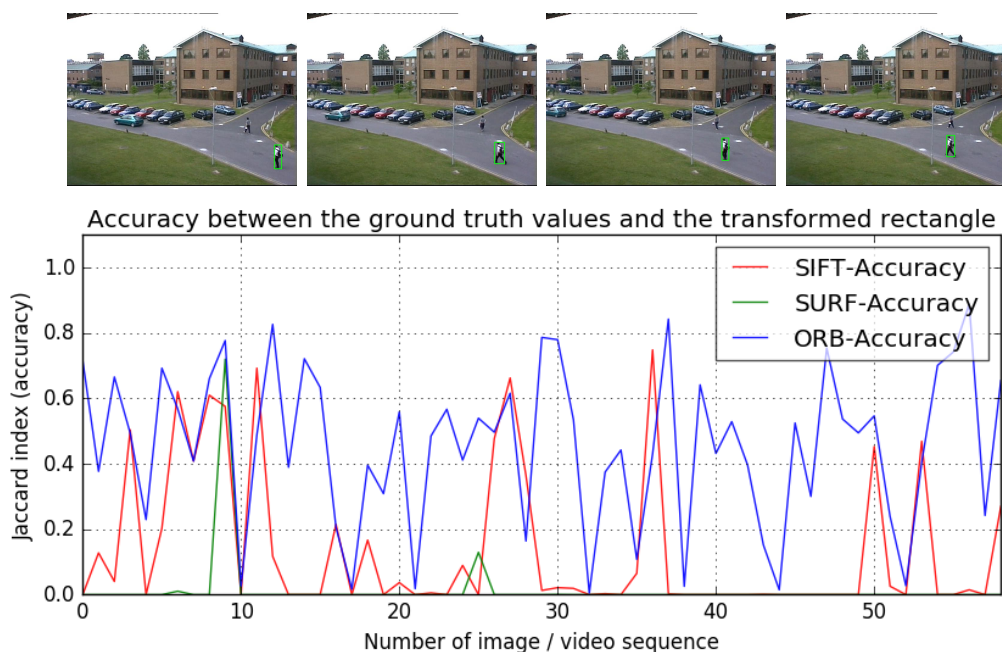 Accuracy between the ground truth values and the transformed rectangle
SIFT-Accuracy
SURF-Accuracy
ORB-Accuracy
1.0
0.8
0.6
0.4
0.2
0.0
Jaccard index (accuracy)
0
10
20
30
40
50
Number of image / video sequence